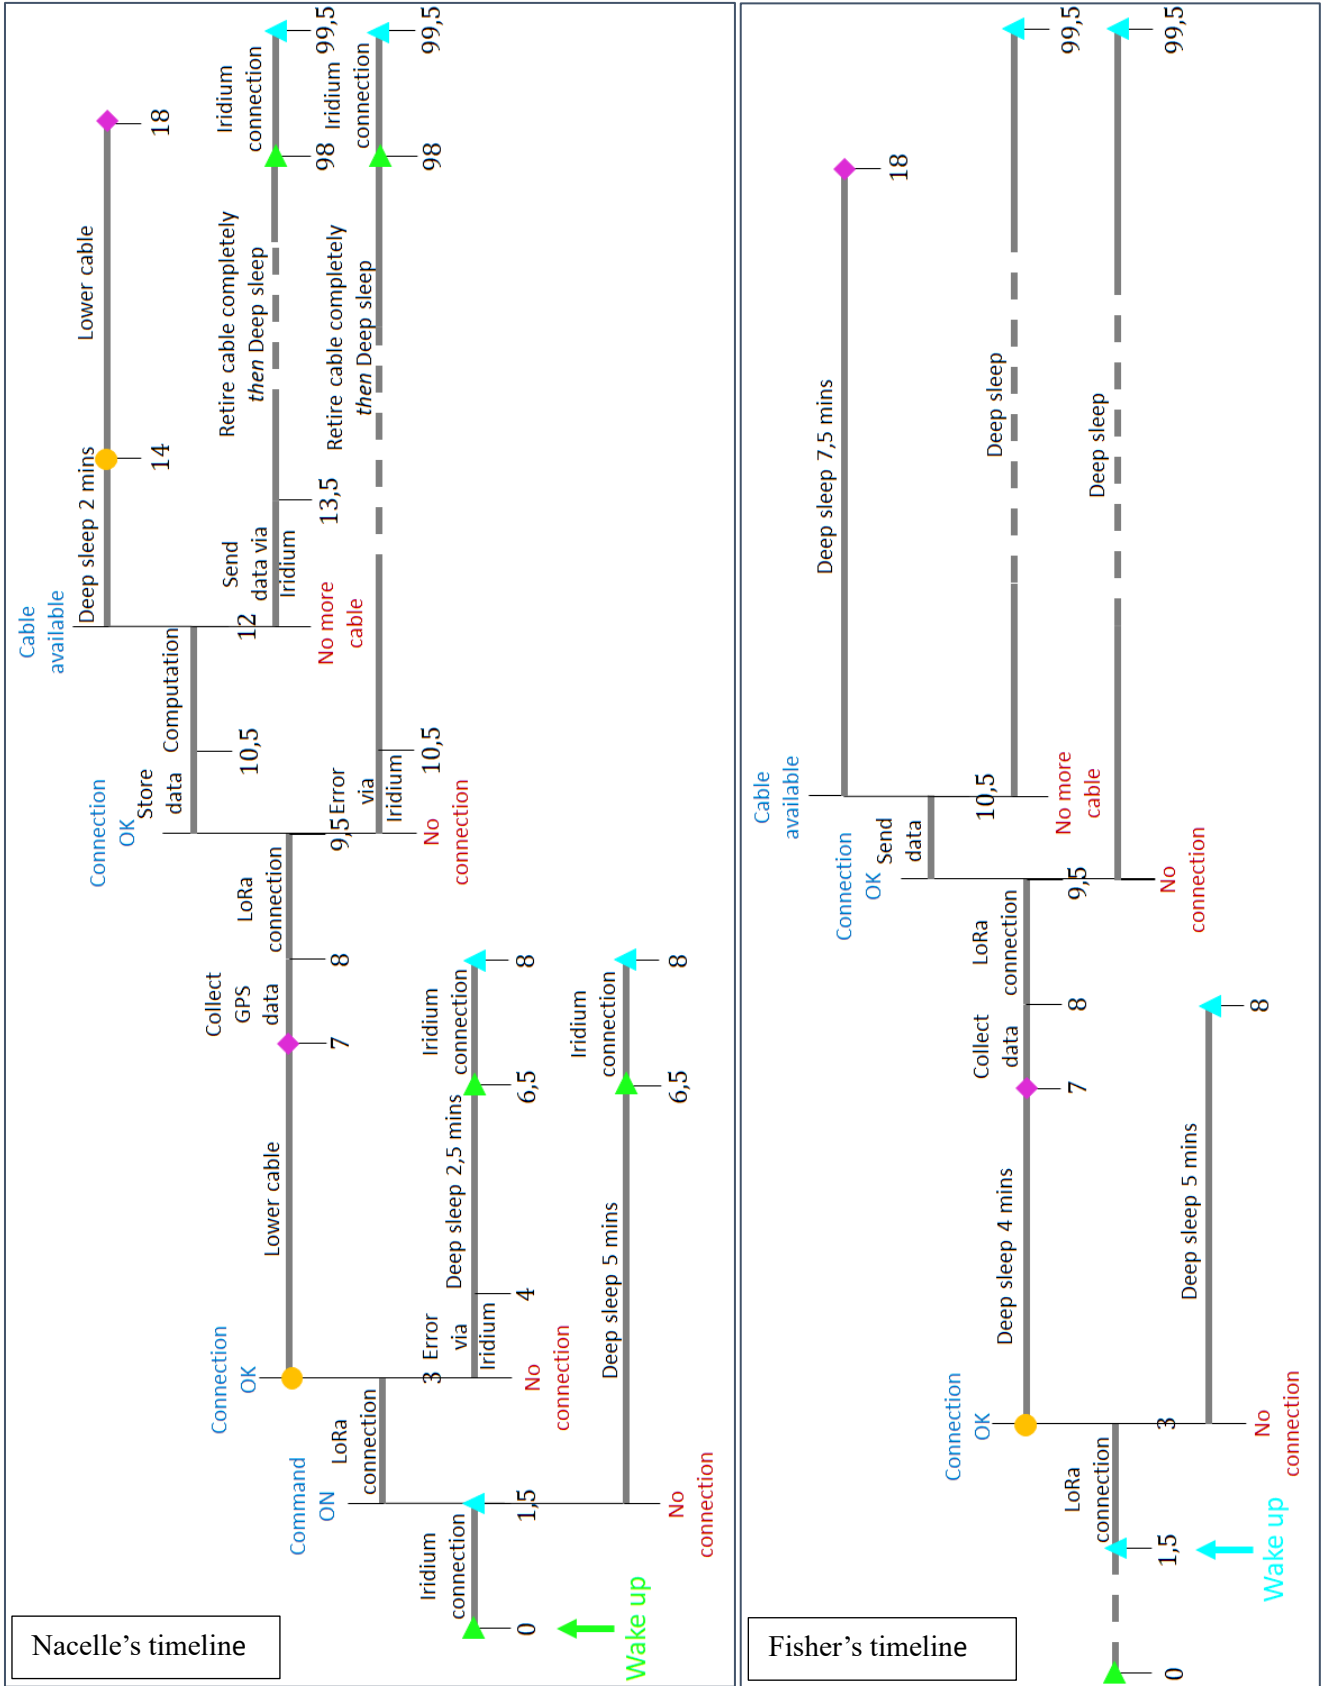 Nacelle's timeline
Wake up
0
Iridium
connection
1,5
Command
ON
No
connection
LoRa
connection
3
Connection
OK
No
connection
Error
via
Iridium
4
Deep sleep 2,5 mins
6,5
Iridium
connection
8
Deep sleep 5 mins
6,5
Iridium
connection
8
Lower cable
7
Collect
GPS
data
8
LoRa
connection
9,5
Connection
OK
No
connection
Store
data
10,5
Computation
12
Cable
available
No more
cable
Error
via
Iridium
10,5
Deep sleep 2 mins
14
Lower cable
18
Send
data via
Iridium
13,5
Retire cable completely
then Deep sleep
98
Iridium
connection
99,5
Retire cable completely
then Deep sleep
98
Iridium
connection
99,5
Fisher's timeline
0
Wake up
1,5
LoRa
connection
3
Connection
OK
No
connection
Deep sleep 4 mins
7
Deep sleep 5 mins
8
Collect
data
8
LoRa
connection
9,5
Connection
OK
No
connection
Send
data
10,5
Cable
available
No more
cable
Deep sleep 7,5 mins
18
Deep sleep
99,5
Deep sleep
99,5